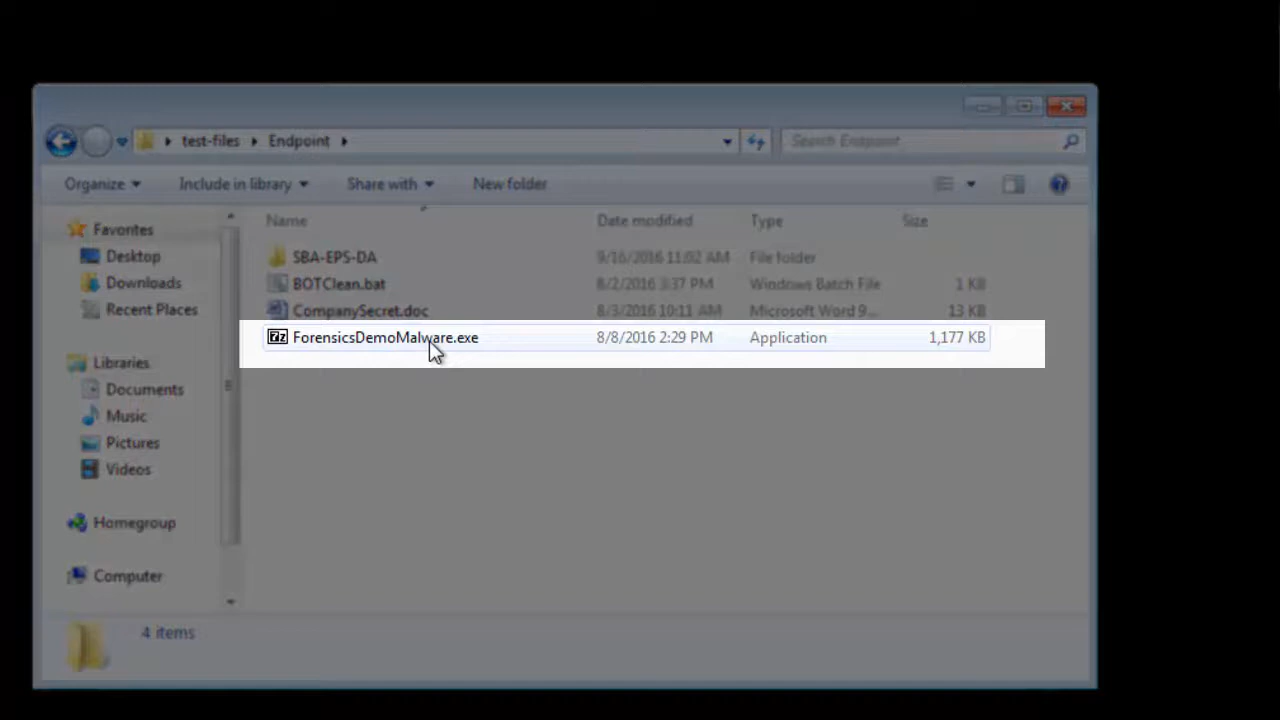 test-files Endpoint Search Endpoint
Organize Include in library Share with New folder
Name Date modified Type Size
Favorites
Desktop
Downloads
Recent Places
Libraries
Documents
Music
Pictures
Videos
Homegroup
Computer
SBA-EPS-DA 9/16/2016 11:02 AM File folder
BOTClean.bat 8/2/2016 3:37 PM Windows Batch File 1 KB
CompanySecret.doc 8/3/2016 10:11 AM Microsoft Word 9... 13 KB
7z ForensicsDemoMalware.exe 8/8/2016 2:29 PM Application 1,177 KB
4 items